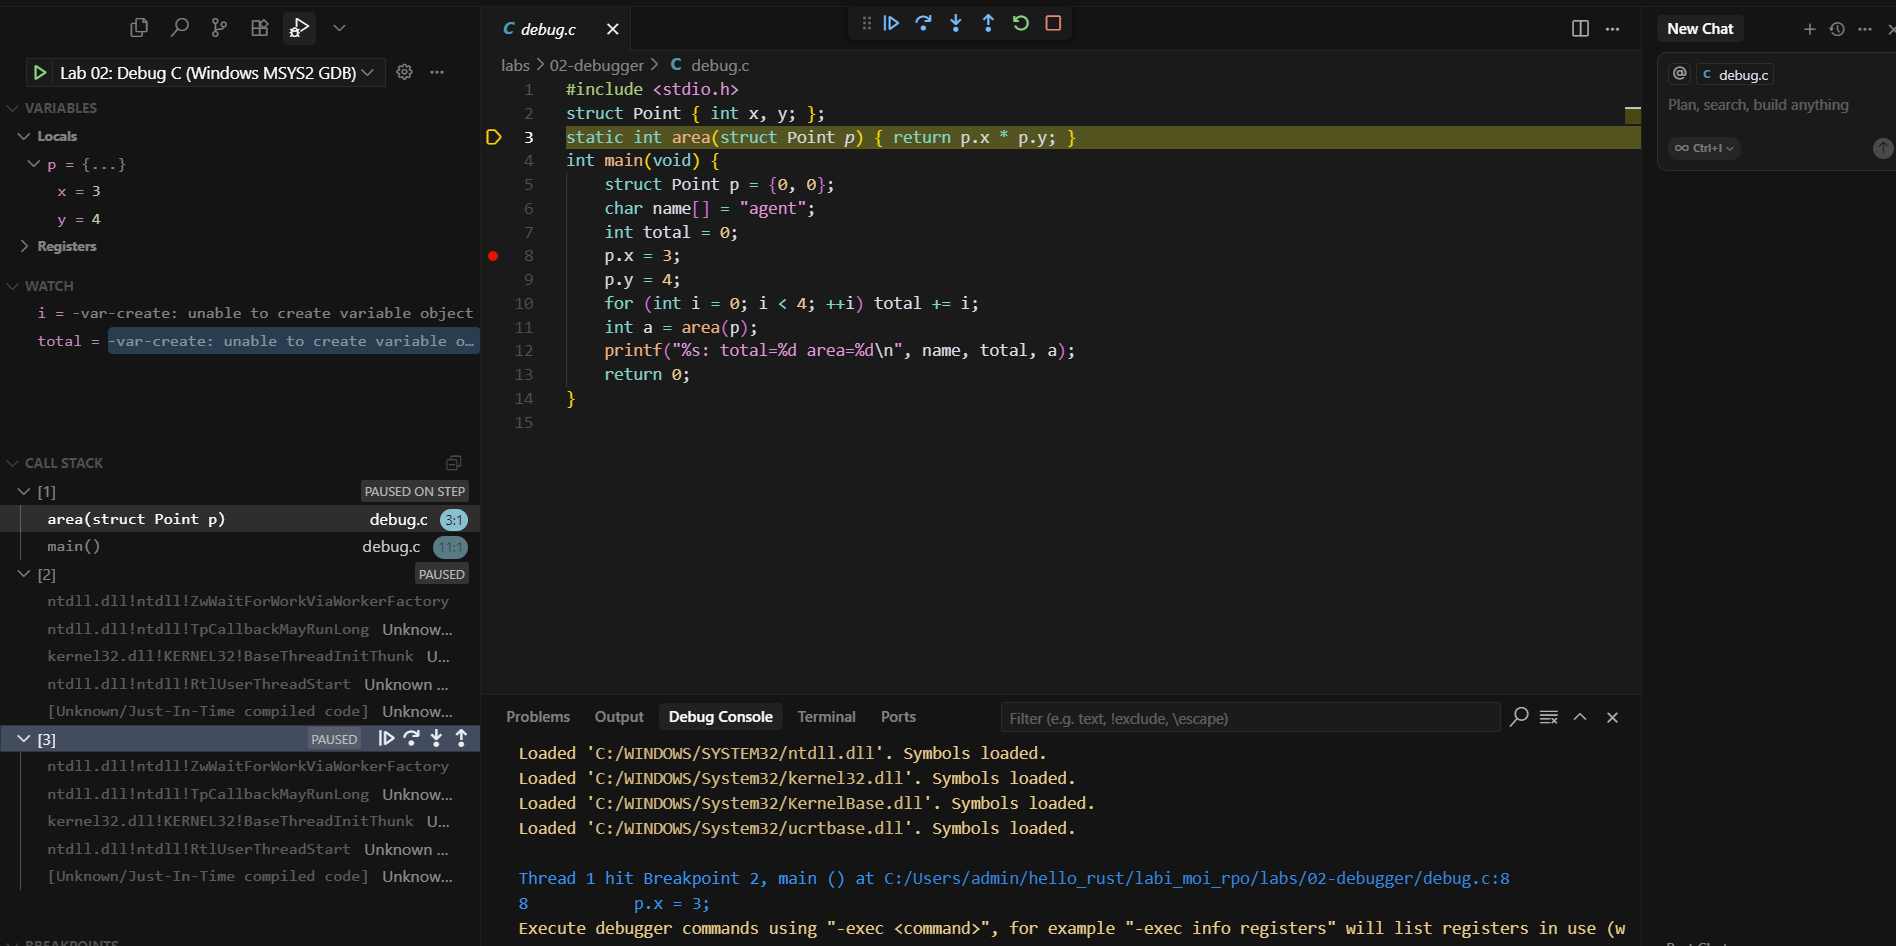 Lab 02: Debug C (Windows MSYS2 GDB)
VARIABLES
Locals
p = {...}
x = 3
y = 4
Registers
WATCH
i = -var-create: unable to create variable object
total = -var-create: unable to create variable o…
CALL STACK
[1] PAUSED ON STEP
area(struct Point p) debug.c 3:1
main() debug.c 11:1
[2] PAUSED
ntdll.dll!ntdll!ZwWaitForWorkViaWorkerFactory
ntdll.dll!ntdll!TpCallbackMayRunLong Unknow...
kernel32.dll!KERNEL32!BaseThreadInitThunk U...
ntdll.dll!ntdll!RtlUserThreadStart Unknown ...
[Unknown/Just-In-Time compiled code] Unknow...
[3] PAUSED
ntdll.dll!ntdll!ZwWaitForWorkViaWorkerFactory
ntdll.dll!ntdll!TpCallbackMayRunLong Unknow...
kernel32.dll!KERNEL32!BaseThreadInitThunk U...
ntdll.dll!ntdll!RtlUserThreadStart Unknown ...
[Unknown/Just-In-Time compiled code] Unknow...
BREAKPOINTS
C debug.c
labs > 02-debugger > C debug.c
1 #include <stdio.h>
2 struct Point { int x, y; };
3 static int area(struct Point p) { return p.x * p.y; }
4 int main(void) {
5 struct Point p = {0, 0};
6 char name[] = "agent";
7 int total = 0;
8 p.x = 3;
9 p.y = 4;
10 for (int i = 0; i < 4; ++i) total += i;
11 int a = area(p);
12 printf("%s: total=%d area=%d\n", name, total, a);
13 return 0;
14 }
15
Problems Output Debug Console Terminal Ports Filter (e.g. text, !exclude, \escape)
Loaded 'C:/WINDOWS/SYSTEM32/ntdll.dll'. Symbols loaded.
Loaded 'C:/WINDOWS/System32/kernel32.dll'. Symbols loaded.
Loaded 'C:/WINDOWS/System32/KernelBase.dll'. Symbols loaded.
Loaded 'C:/WINDOWS/System32/ucrtbase.dll'. Symbols loaded.
Thread 1 hit Breakpoint 2, main () at C:/Users/admin/hello_rust/labi_moi_rpo/labs/02-debugger/debug.c:8
8 p.x = 3;
Execute debugger commands using "-exec <command>", for example "-exec info registers" will list registers in use (w
New Chat
@ C debug.c
Plan, search, build anything
∞ Ctrl+I